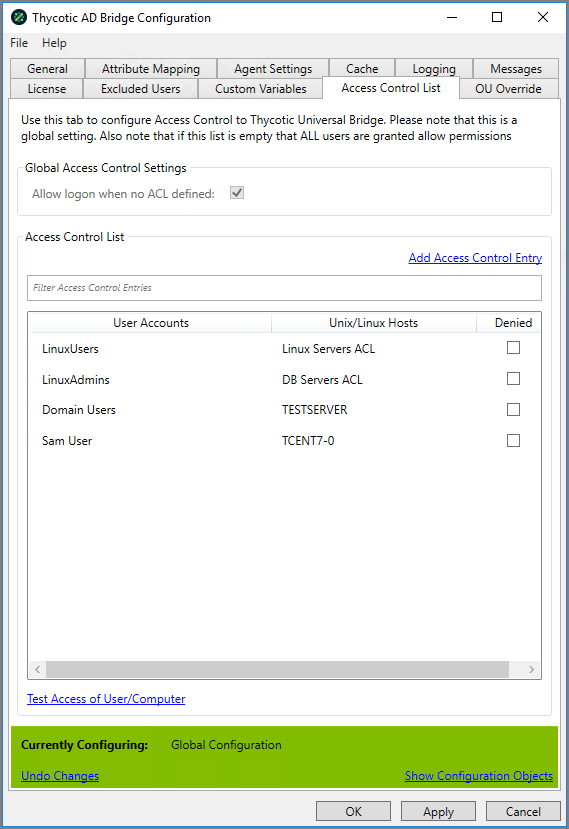 Thycotic AD Bridge Configuration
File Help
General Attribute Mapping Agent Settings Cache Logging Messages
License Excluded Users Custom Variables Access Control List OU Override
Use this tab to configure Access Control to Thycotic Universal Bridge. Please note that this is a
global setting. Also note that if this list is empty that ALL users are granted allow permissions
Global Access Control Settings
Allow logon when no ACL defined:
Access Control List
Add Access Control Entry
Filter Access Control Entries
User Accounts Unix/Linux Hosts Denied
LinuxUsers Linux Servers ACL
LinuxAdmins DB Servers ACL
Domain Users TESTSERVER
Sam User TCENT7-0
Test Access of User/Computer
Currently Configuring: Global Configuration
Undo Changes Show Configuration Objects
OK Apply Cancel